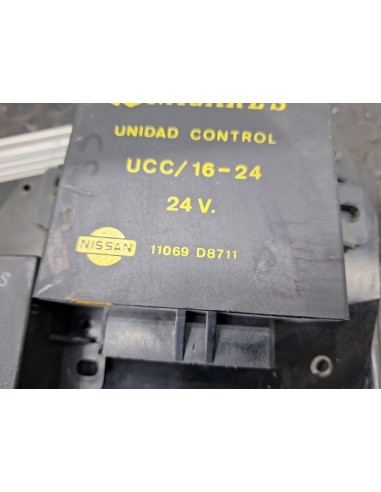 UNIDAD CONTROL
UCC/16-24
24 V.
NISSAN 11069 D8711